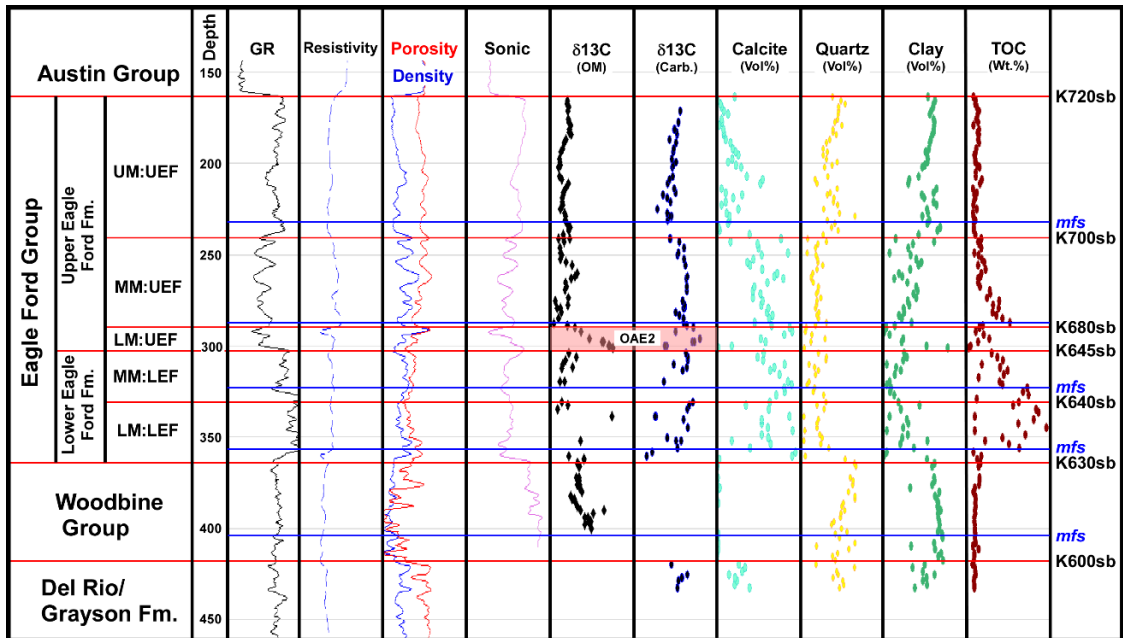 Depth
GR
Resistivity
Porosity
Density
Sonic
δ13C
(OM)
δ13C
(Carb.)
Calcite
(Vol%)
Quartz
(Vol%)
Clay
(Vol%)
TOC
(Wt.%)
Austin Group
150
K720sb
Eagle Ford Group
Upper Eagle
Ford Fm.
UM:UEF
200
mfs
K700sb
250
MM:UEF
K680sb
LM:UEF
OAE2
300
K645sb
Lower Eagle
Ford Fm.
MM:LEF
mfs
K640sb
LM:LEF
350
mfs
K630sb
Woodbine
Group
400
mfs
K600sb
Del Rio/
Grayson Fm.
450